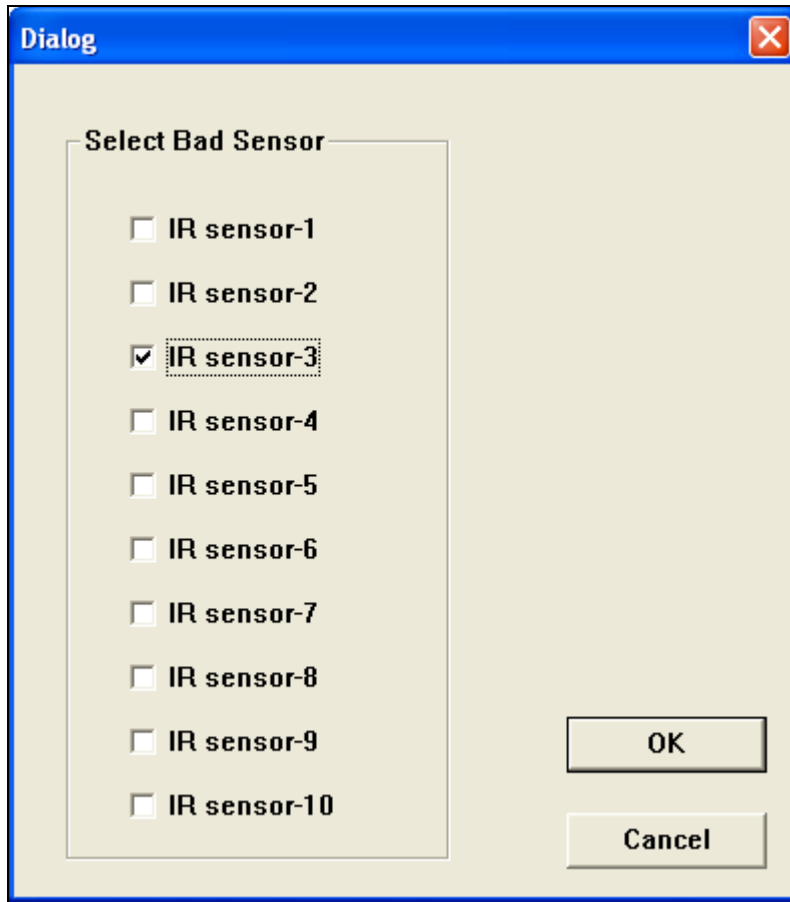 Dialog
Select Bad Sensor
IR sensor-1
IR sensor-2
IR sensor-3
IR sensor-4
IR sensor-5
IR sensor-6
IR sensor-7
IR sensor-8
IR sensor-9
IR sensor-10
OK
Cancel